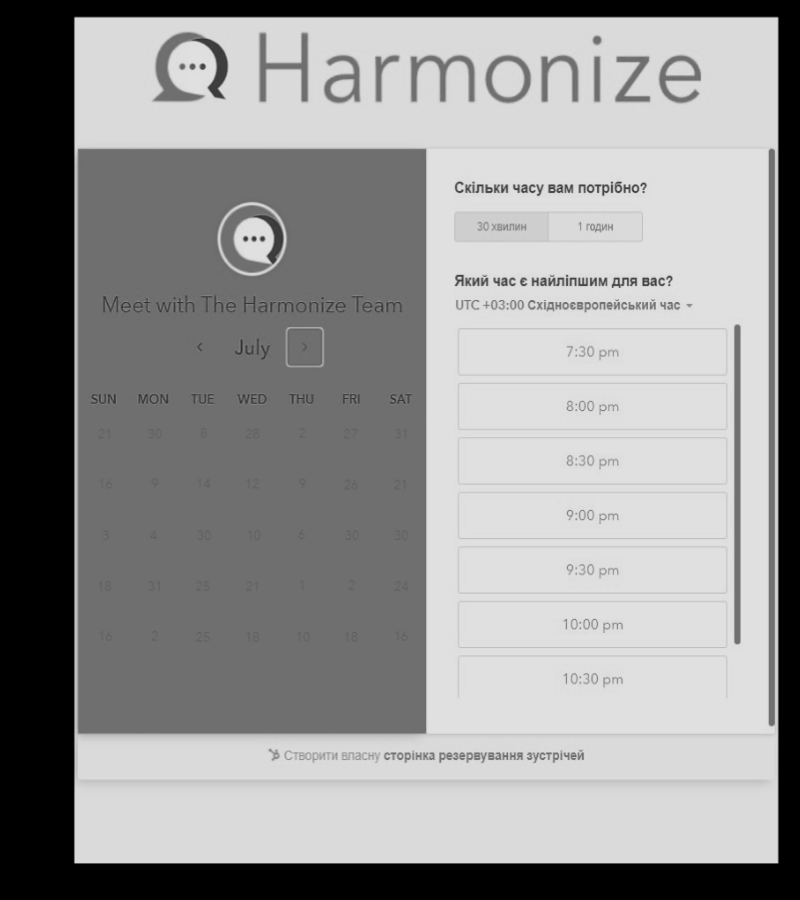 Harmonize
Meet with The Harmonize Team
July
SUN MON TUE WED THU FRI SAT
21 30 8 28 2 27 31
16 9 14 12 9 26 21
3 4 30 10 6 30 30
18 31 25 21 1 2 24
16 2 25 18 10 18 16
Скільки часу вам потрібно?
30 хвилин 1 годин
Який час є найліпшим для вас?
UTC +03:00 Східноєвропейський час
7:30 pm
8:00 pm
8:30 pm
9:00 pm
9:30 pm
10:00 pm
10:30 pm
Створити власну сторінка резервування зустрічей